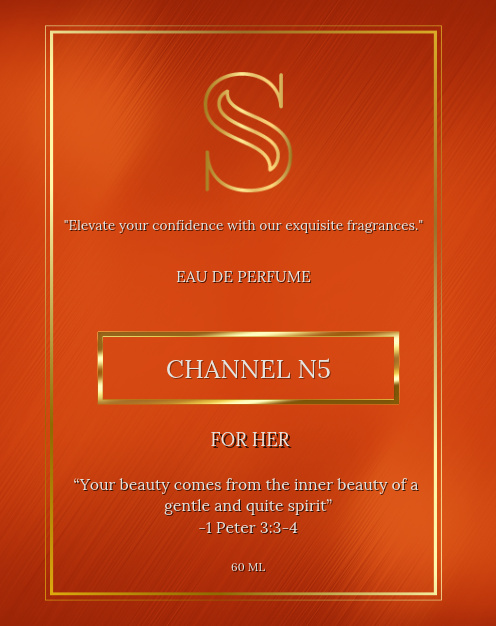 S
"Elevate your confidence with our exquisite fragrances."
EAU DE PERFUME
CHANNEL N5
FOR HER
“Your beauty comes from the inner beauty of a
gentle and quite spirit”
-1 Peter 3:3-4
60 ML